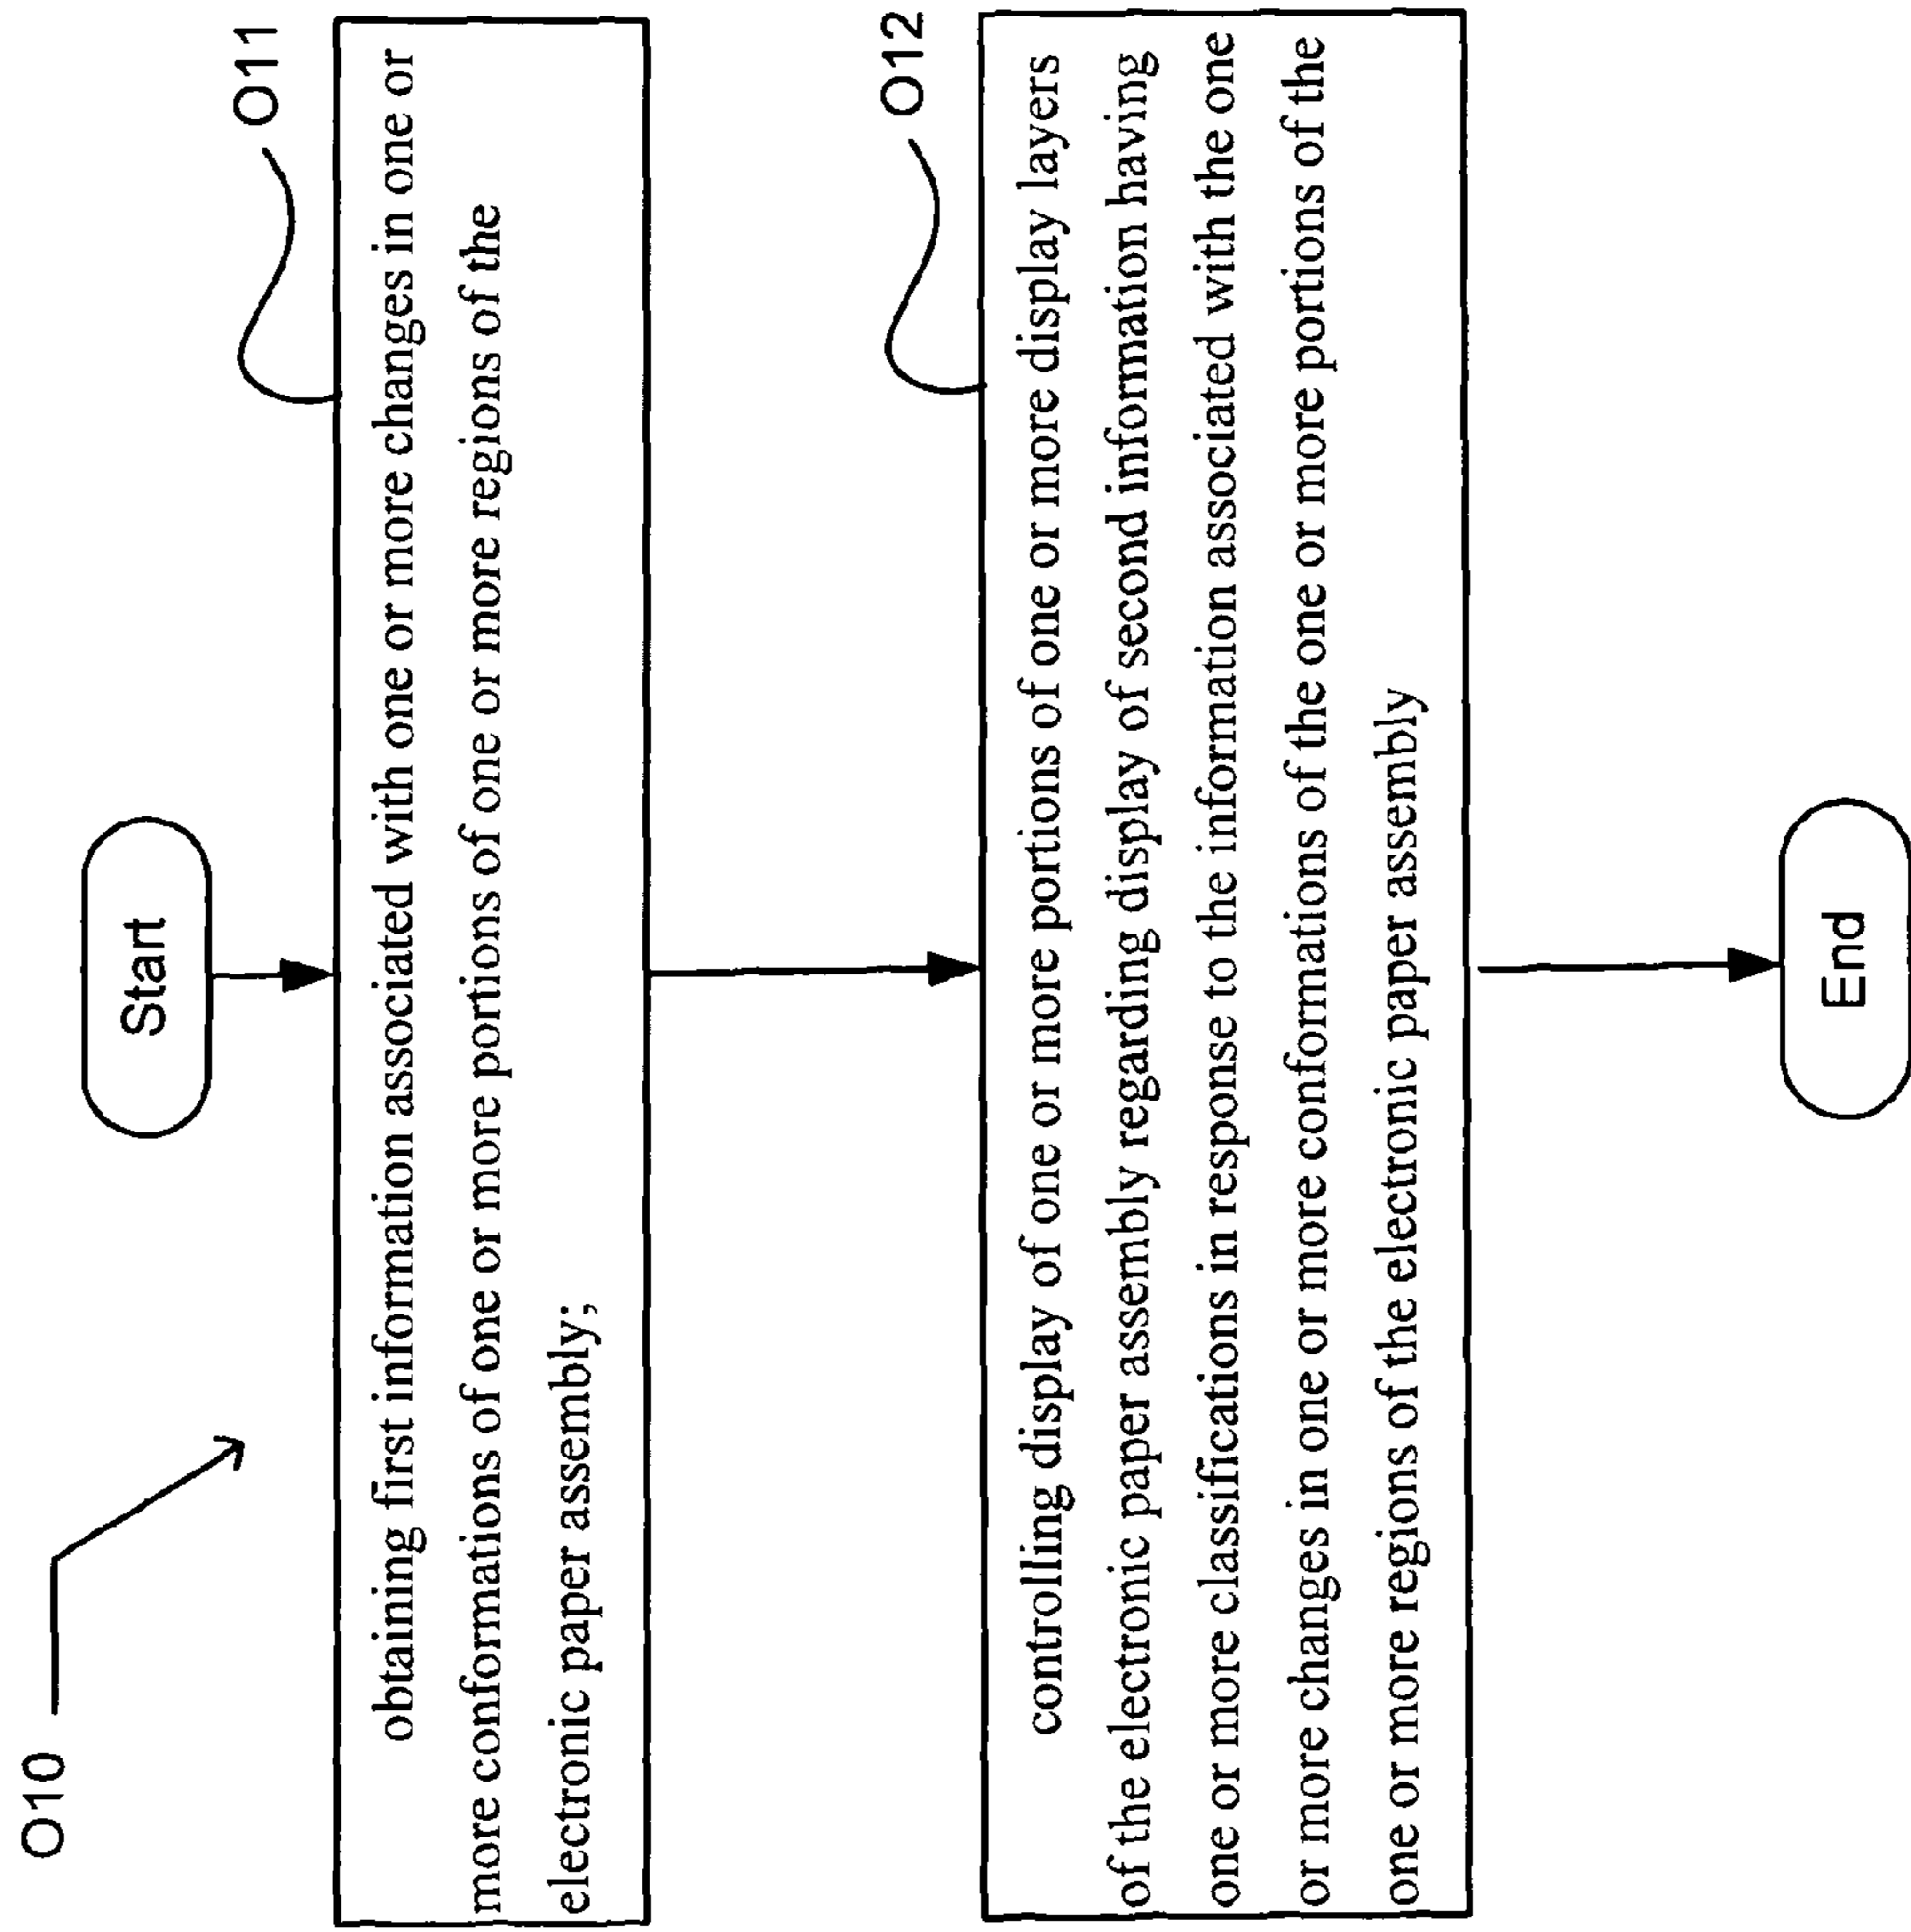 O10
Start
O11
obtaining first information associated with one or more changes in one or
more conformations of one or more portions of one or more regions of the
electronic paper assembly;
O12
controlling display of one or more portions of one or more display layers
of the electronic paper assembly regarding display of second information having
one or more classifications in response to the information associated with the one
or more changes in one or more conformations of the one or more portions of the
one or more regions of the electronic paper assembly
End